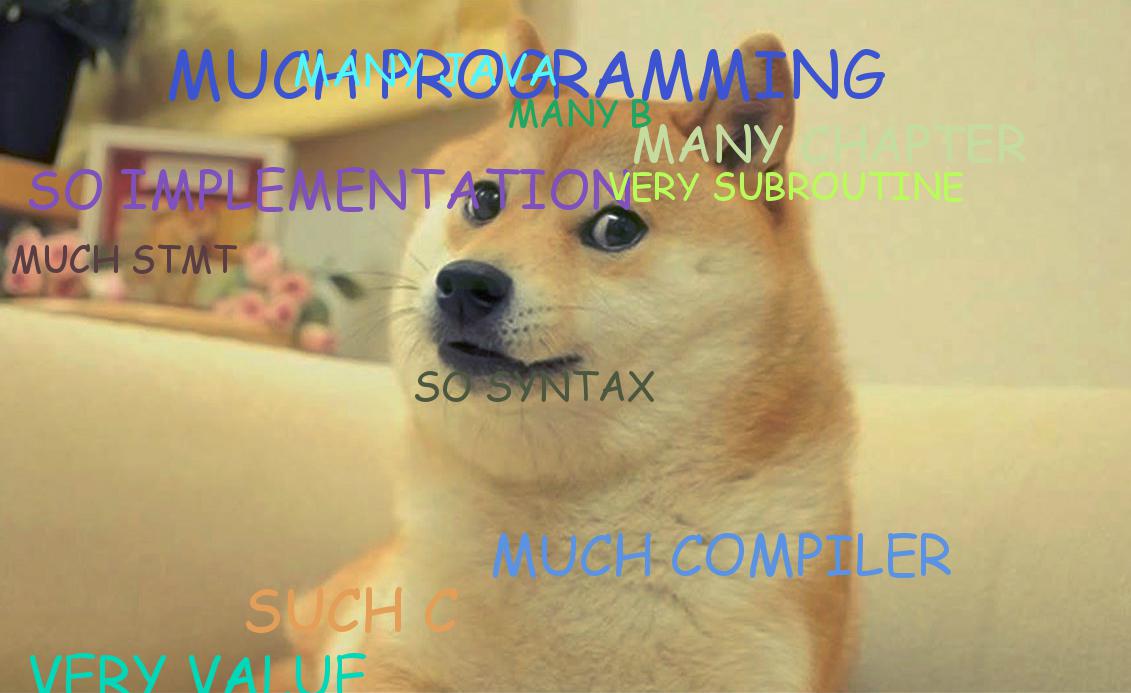 MUCH PROGRAMMING
MANY JAVA
MANY B
MANY CHAPTER
SO IMPLEMENTATION
VERY SUBROUTINE
MUCH STMT
SO SYNTAX
MUCH COMPILER
SUCH C
VERY VALUE